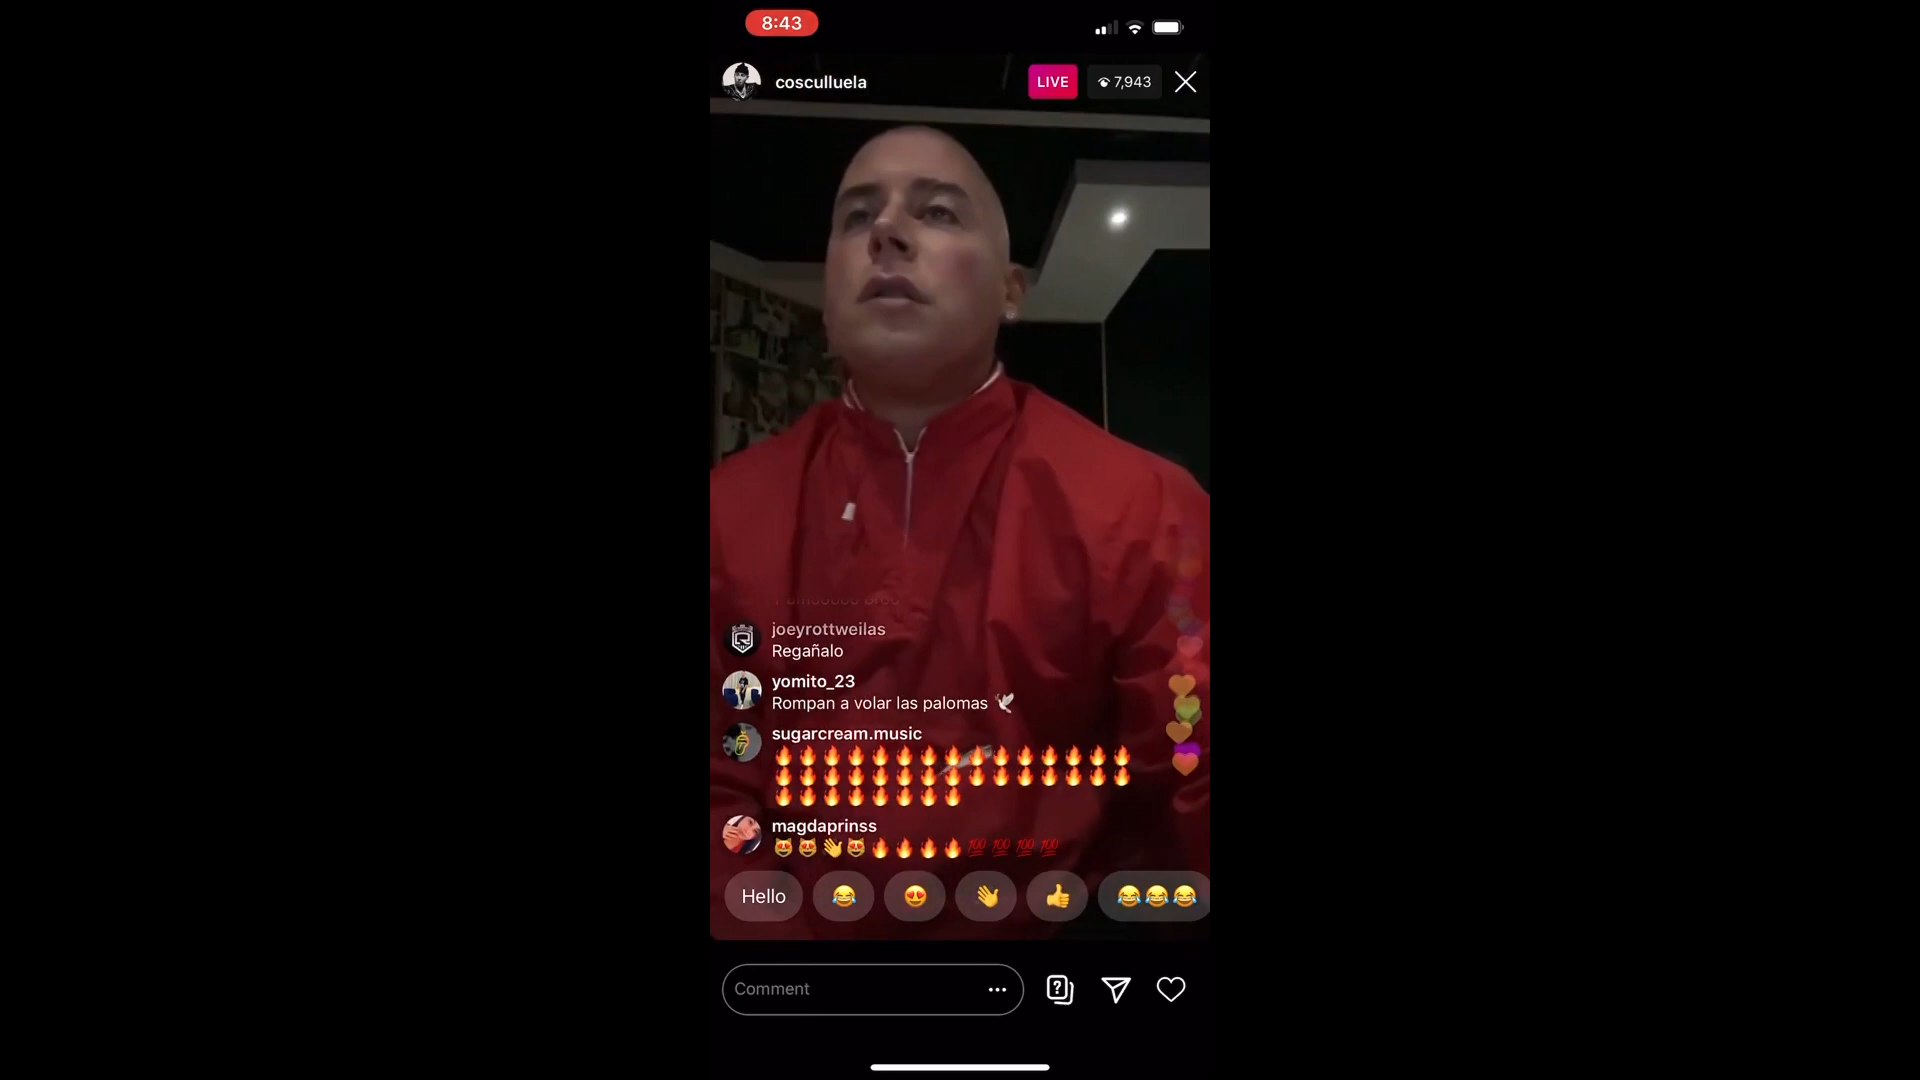 8:43
cosculluela
LIVE
7,943
joeyrottweilas
Regañalo
yomito_23
Rompan a volar las palomas 🕊️
sugarcream.music
🔥🔥🔥🔥🔥🔥🔥🔥🔥🔥🔥🔥🔥🔥🔥
🔥🔥🔥🔥🔥🔥🔥🔥🔥🔥🔥🔥🔥🔥🔥
🔥🔥🔥🔥🔥🔥🔥🔥
magdaprinss
😻😻👋😻🔥🔥🔥🔥💯💯💯💯
Hello 😂 😍 👋 👍 😂😂😂
Comment